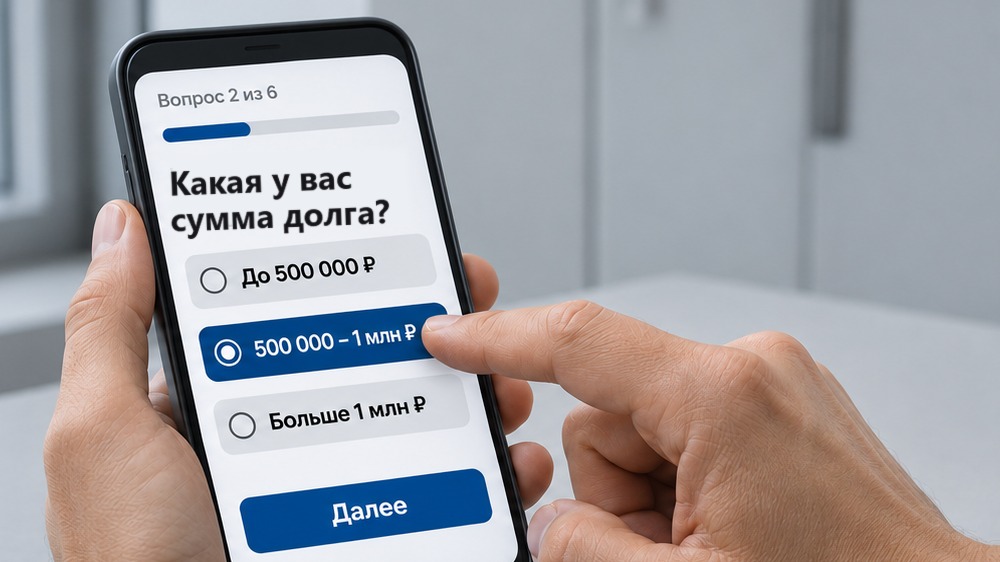 Вопрос 2 из 6
Какая у вас
сумма долга?
До 500 000 ₽
500 000 – 1 млн ₽
Больше 1 млн ₽
Далее